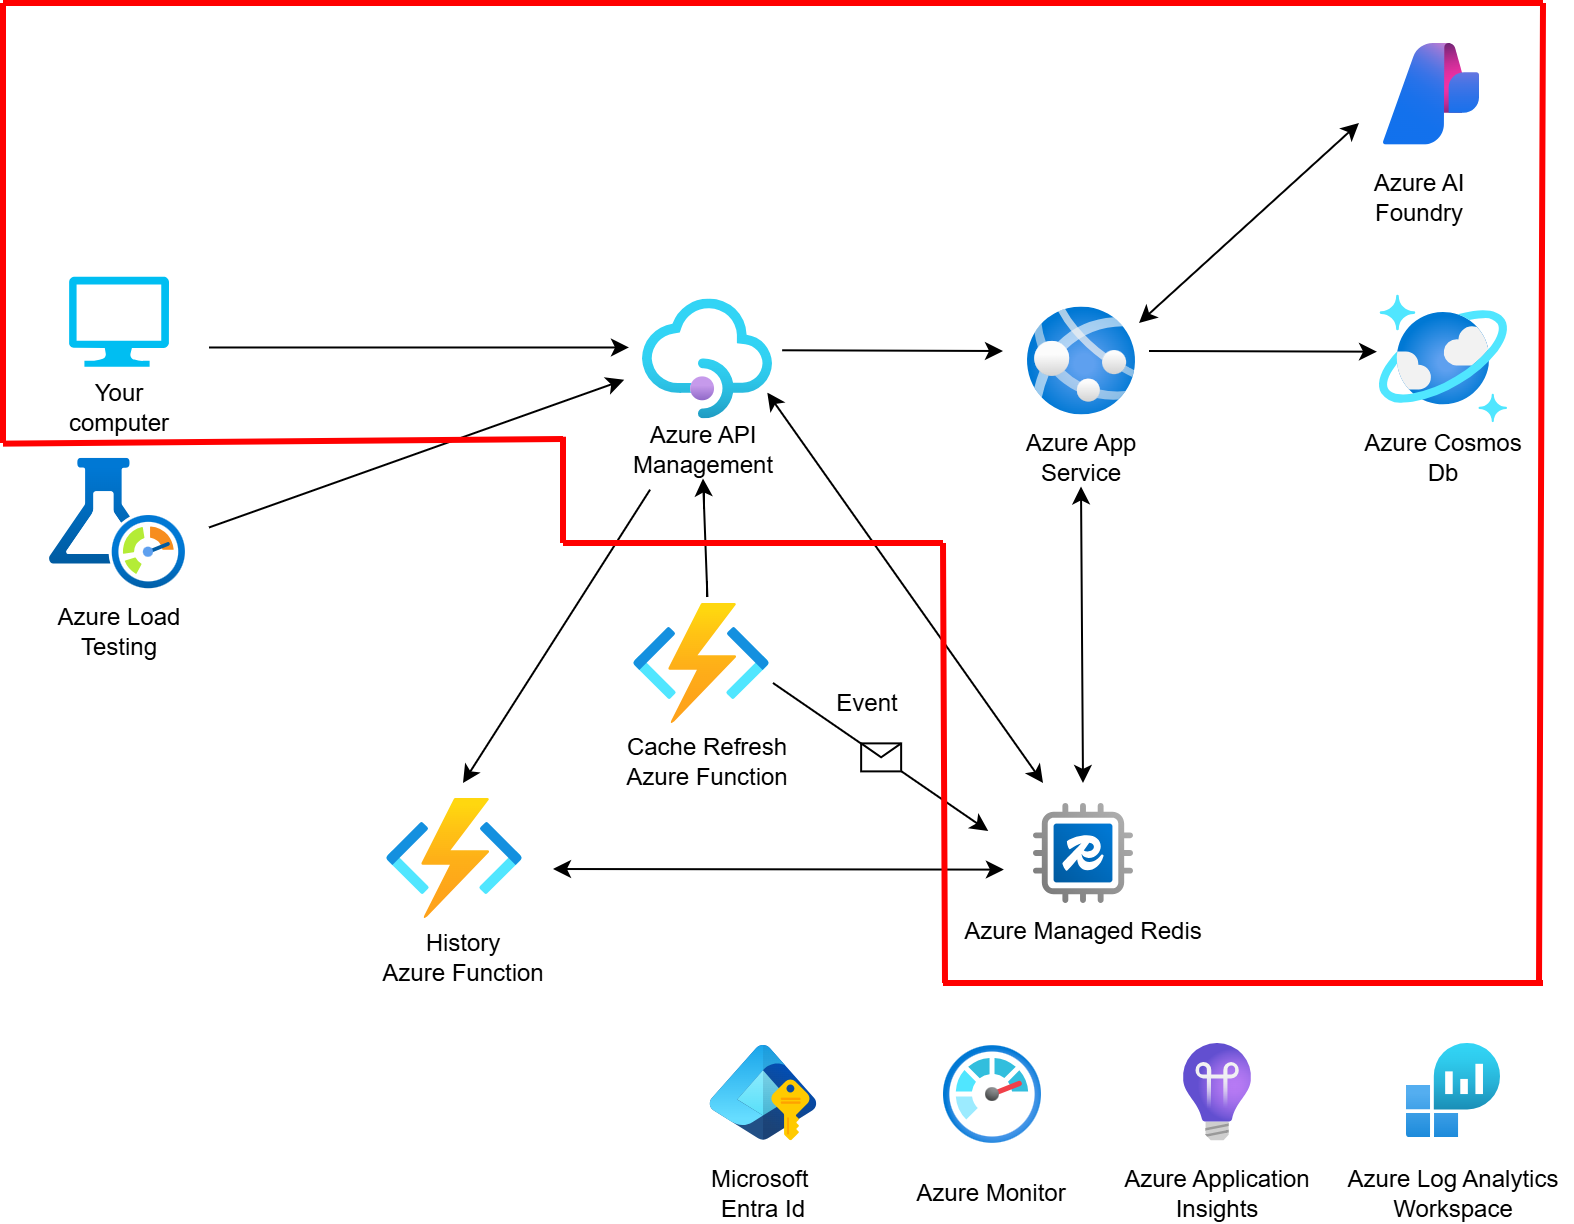 Azure AI
Foundry
Your
computer
Azure API
Management
Azure App
Service
Azure Cosmos
Db
Azure Load
Testing
Event
Cache Refresh
Azure Function
History
Azure Function
Azure Managed Redis
Microsoft
Entra Id
Azure Monitor
Azure Application
Insights
Azure Log Analytics
Workspace